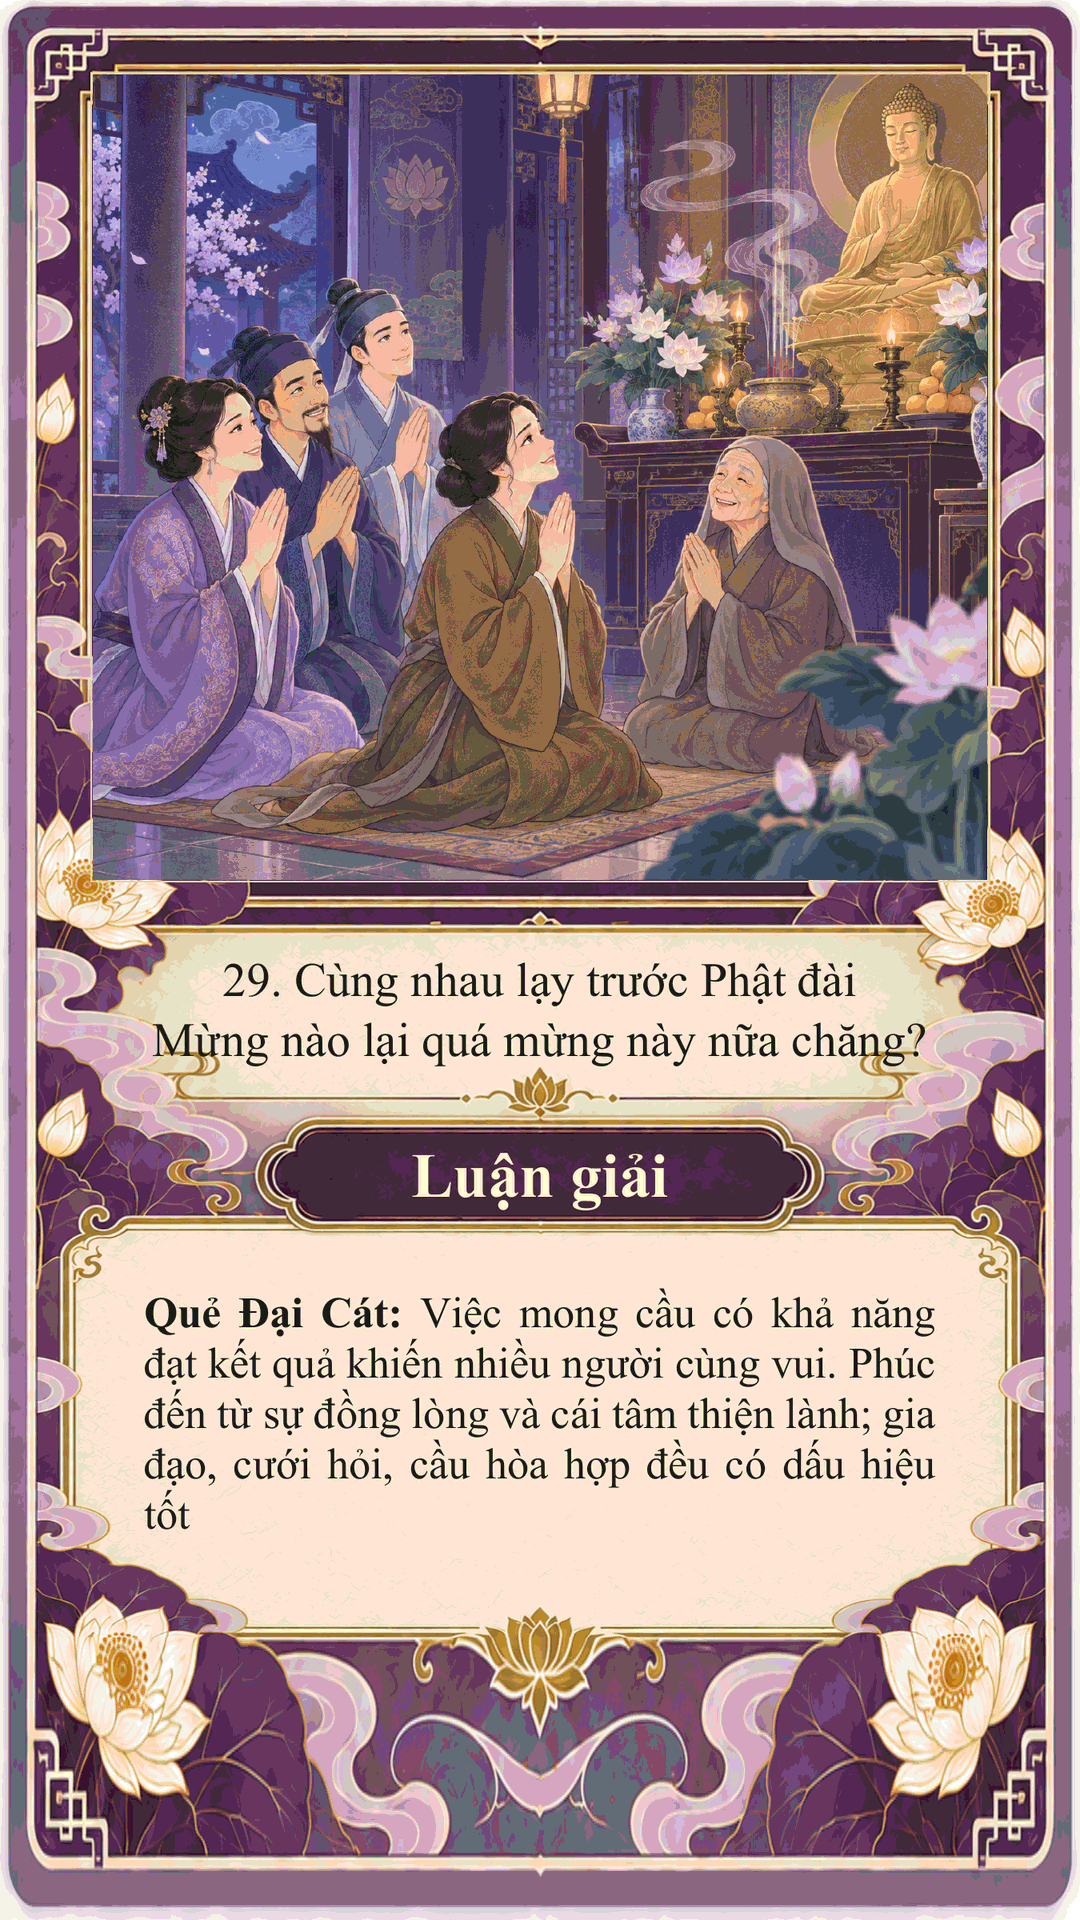 29. Cùng nhau lạy trước Phật đài
Mừng nào lại quá mừng này nữa chăng?
Luận giải
Quẻ Đại Cát: Việc mong cầu có khả năng
đạt kết quả khiến nhiều người cùng vui. Phúc
đến từ sự đồng lòng và cái tâm thiện lành; gia
đạo, cưới hỏi, cầu hòa hợp đều có dấu hiệu
tốt